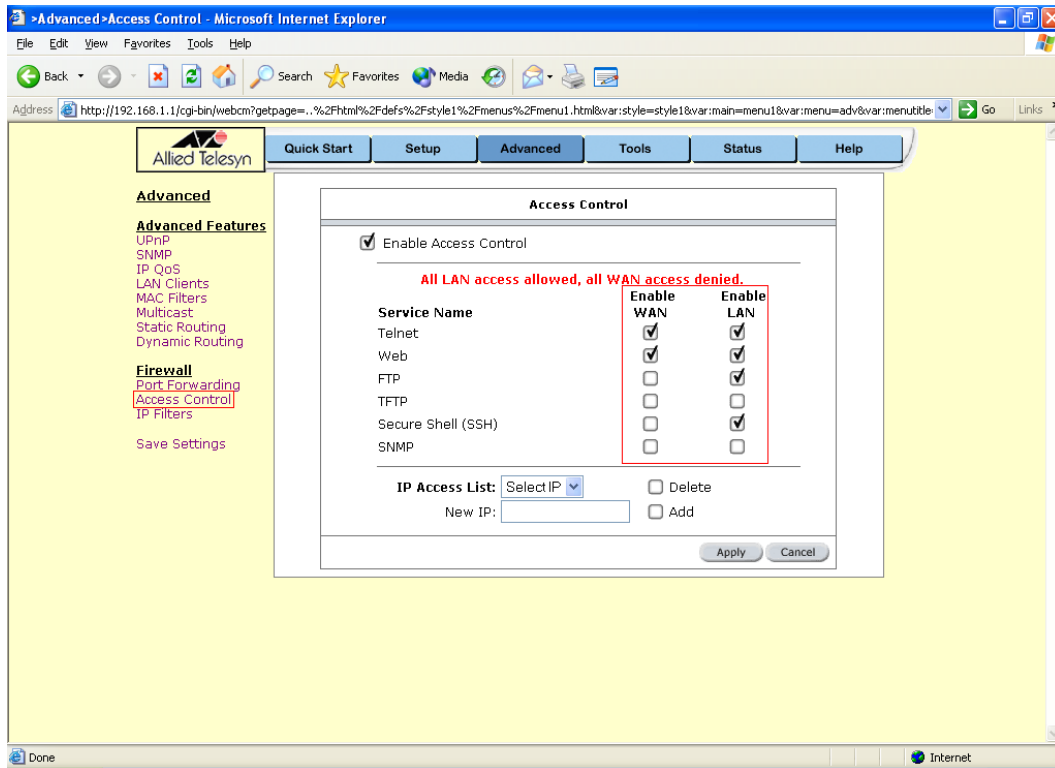 >Advanced>Access Control - Microsoft Internet Explorer
File Edit View Favorites Tools Help
Back Search Favorites Media
Address http://192.168.1.1/cgi-bin/webcm?getpage=..%2Fhtml%2Fdefs%2Fstyle1%2Fmenus%2Fmenu1.html&var:style=style1&var:main=menu1&var:menu=adv&var:menutitle Go Links
Allied Telesyn
Quick Start Setup Advanced Tools Status Help
Advanced
Advanced Features
UPnP
SNMP
IP QoS
LAN Clients
MAC Filters
Multicast
Static Routing
Dynamic Routing
Firewall
Port Forwarding
Access Control
IP Filters
Save Settings
Access Control
Enable Access Control
All LAN access allowed, all WAN access denied.
Service Name Enable WAN Enable LAN
Telnet
Web
FTP
TFTP
Secure Shell (SSH)
SNMP
IP Access List: Select IP Delete
New IP: Add
Apply Cancel
Done Internet